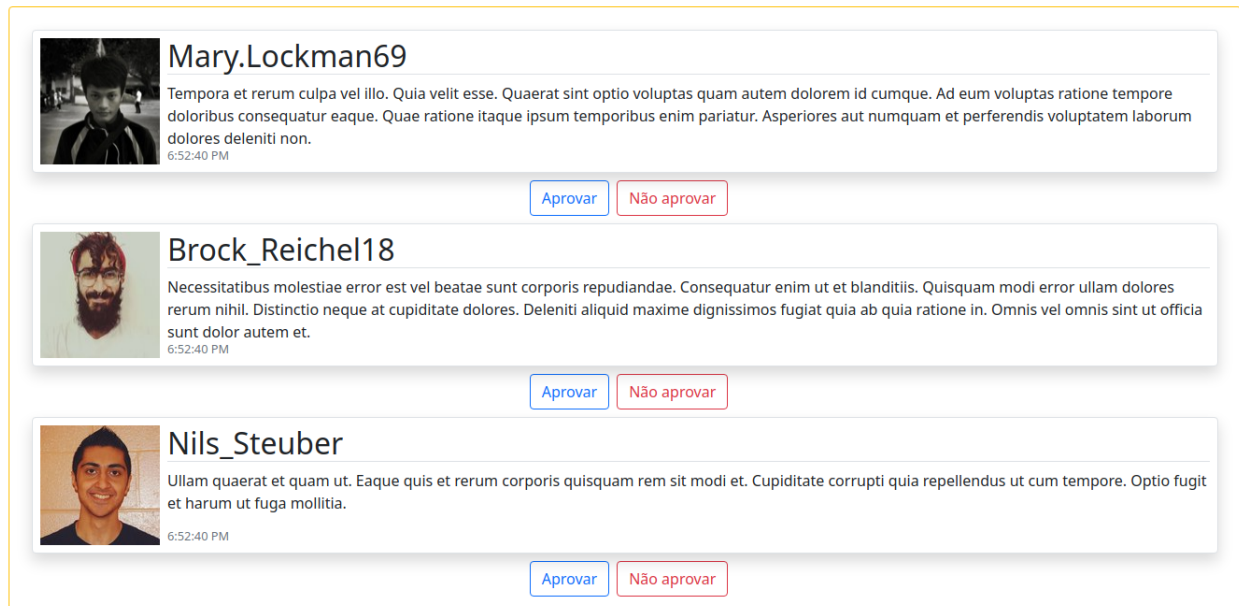 Mary.Lockman69
Tempora et rerum culpa vel illo. Quia velit esse. Quaerat sint optio voluptas quam autem dolorem id cumque. Ad eum voluptas ratione tempore
doloribus consequatur eaque. Quae ratione itaque ipsum temporibus enim pariatur. Asperiores aut numquam et perferendis voluptatem laborum
dolores deleniti non.
6:52:40 PM
Aprovar Não aprovar
Brock_Reichel18
Necessitatibus molestiae error est vel beatae sunt corporis repudiandae. Consequatur enim ut et blanditiis. Quisquam modi error ullam dolores
rerum nihil. Distinctio neque at cupiditate dolores. Deleniti aliquid maxime dignissimos fugiat quia ab quia ratione in. Omnis vel omnis sint ut officia
sunt dolor autem et.
6:52:40 PM
Aprovar Não aprovar
Nils_Steuber
Ullam quaerat et quam ut. Eaque quis et rerum corporis quisquam rem sit modi et. Cupiditate corrupti quia repellendus ut cum tempore. Optio fugit
et harum ut fuga mollitia.
6:52:40 PM
Aprovar Não aprovar